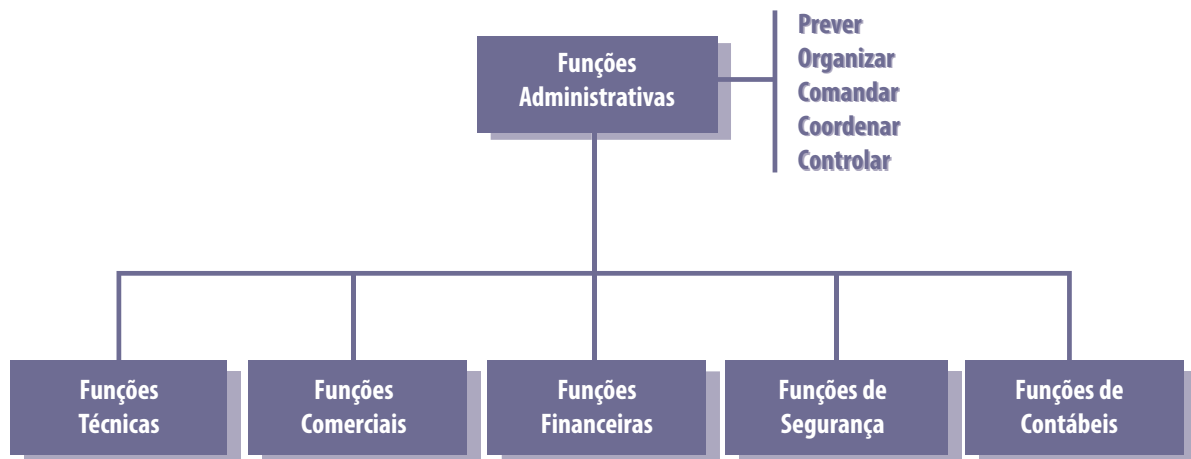 Funções
Administrativas
Prever
Organizar
Comandar
Coordenar
Controlar
Funções
Técnicas
Funções
Comerciais
Funções
Financeiras
Funções de
Segurança
Funções de
Contábeis